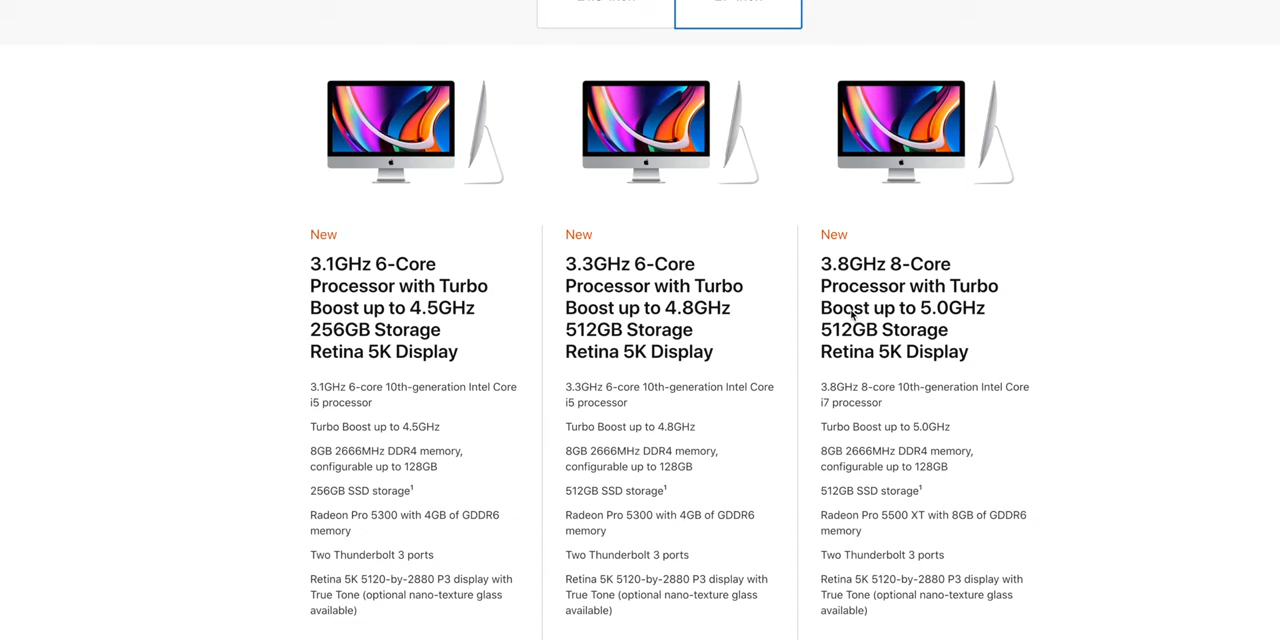 New
3.1GHz 6-Core
Processor with Turbo
Boost up to 4.5GHz
256GB Storage
Retina 5K Display
3.1GHz 6-core 10th-generation Intel Core
i5 processor
Turbo Boost up to 4.5GHz
8GB 2666MHz DDR4 memory,
configurable up to 128GB
256GB SSD storage¹
Radeon Pro 5300 with 4GB of GDDR6
memory
Two Thunderbolt 3 ports
Retina 5K 5120-by-2880 P3 display with
True Tone (optional nano-texture glass
available)
New
3.3GHz 6-Core
Processor with Turbo
Boost up to 4.8GHz
512GB Storage
Retina 5K Display
3.3GHz 6-core 10th-generation Intel Core
i5 processor
Turbo Boost up to 4.8GHz
8GB 2666MHz DDR4 memory,
configurable up to 128GB
512GB SSD storage¹
Radeon Pro 5300 with 4GB of GDDR6
memory
Two Thunderbolt 3 ports
Retina 5K 5120-by-2880 P3 display with
True Tone (optional nano-texture glass
available)
New
3.8GHz 8-Core
Processor with Turbo
Boost up to 5.0GHz
512GB Storage
Retina 5K Display
3.8GHz 8-core 10th-generation Intel Core
i7 processor
Turbo Boost up to 5.0GHz
8GB 2666MHz DDR4 memory,
configurable up to 128GB
512GB SSD storage¹
Radeon Pro 5500 XT with 8GB of GDDR6
memory
Two Thunderbolt 3 ports
Retina 5K 5120-by-2880 P3 display with
True Tone (optional nano-texture glass
available)